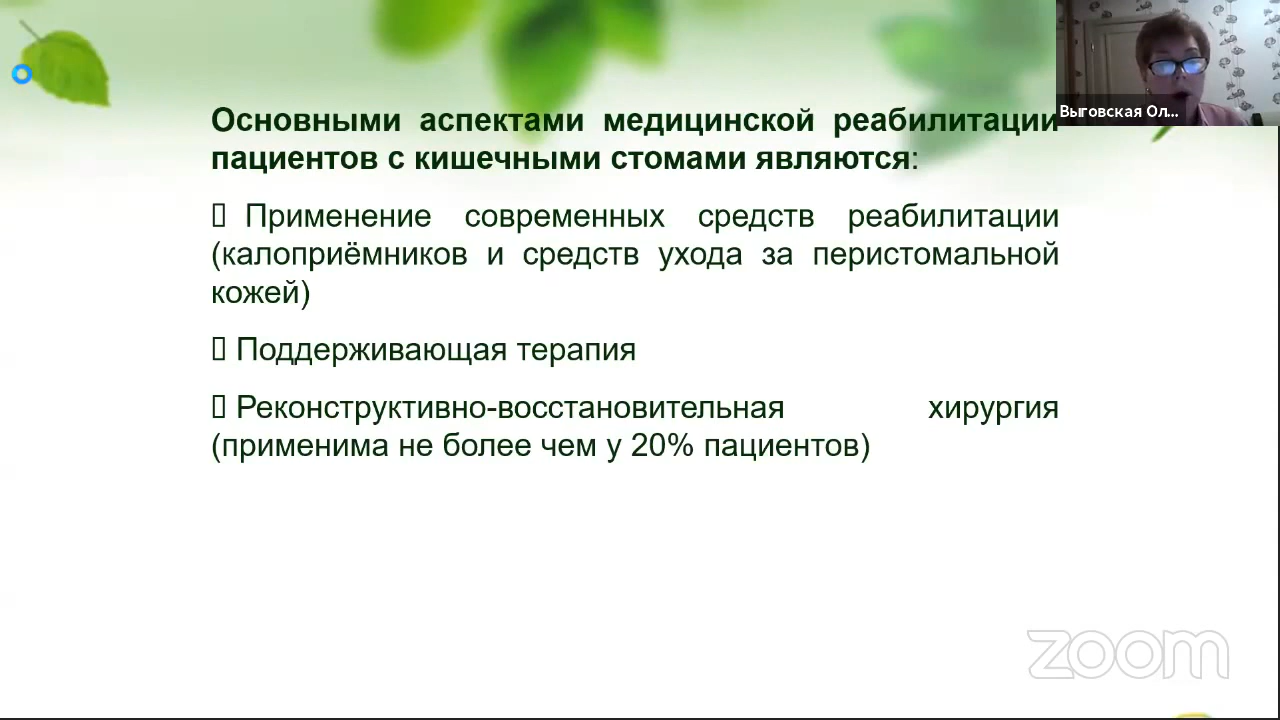 Выговская Ол...
Основными аспектами медицинской реабилитации
пациентов с кишечными стомами являются:
Применение современных средств реабилитации
(калоприёмников и средств ухода за перистомальной
кожей)
Поддерживающая терапия
Реконструктивно-восстановительная хирургия
(применима не более чем у 20% пациентов)
zoom